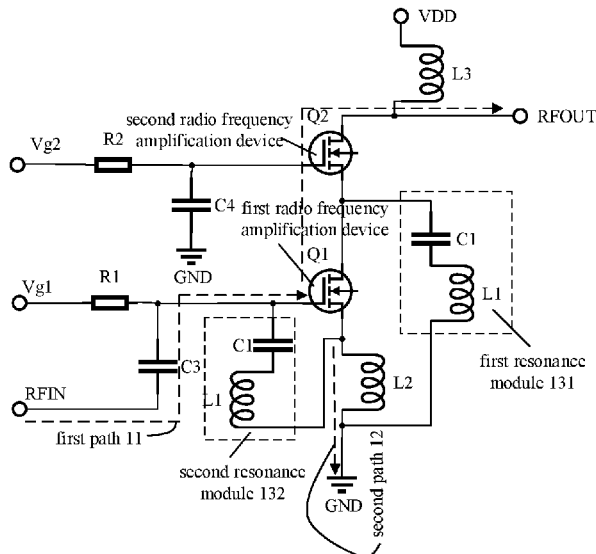 VDD
L3
Q2
RFOUT
second radio frequency
amplification device
Vg2
R2
C4
first radio frequency
amplification device
C1
GND
Q1
R1
L1
Vg1
C1
first resonance
module 131
C3
L2
RFIN
L1
first path 11
second resonance
module 132
second path 12
GND